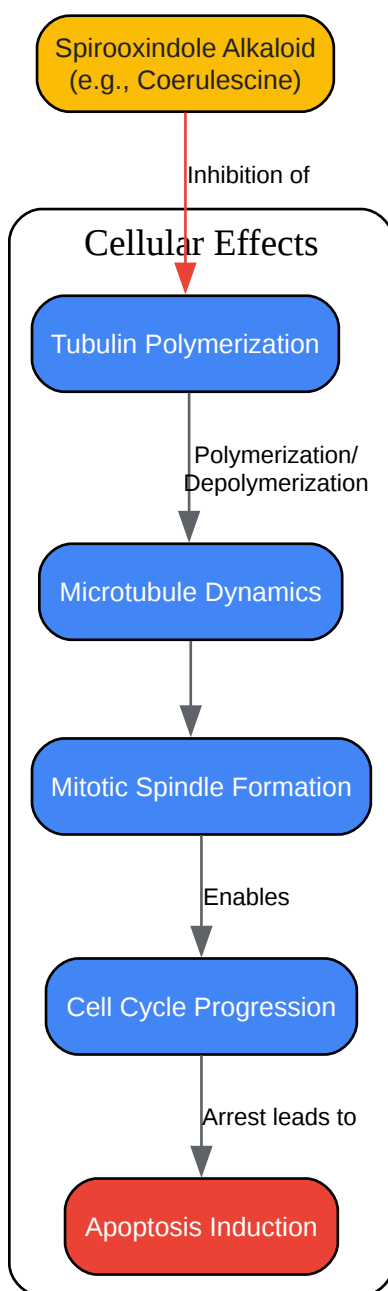 Spirooxindole Alkaloid
(e.g., Coerulescine)
Inhibition of
Cellular Effects
Tubulin Polymerization
Polymerization/
Depolymerization
Microtubule Dynamics
Mitotic Spindle Formation
Enables
Cell Cycle Progression
Arrest leads to
Apoptosis Induction